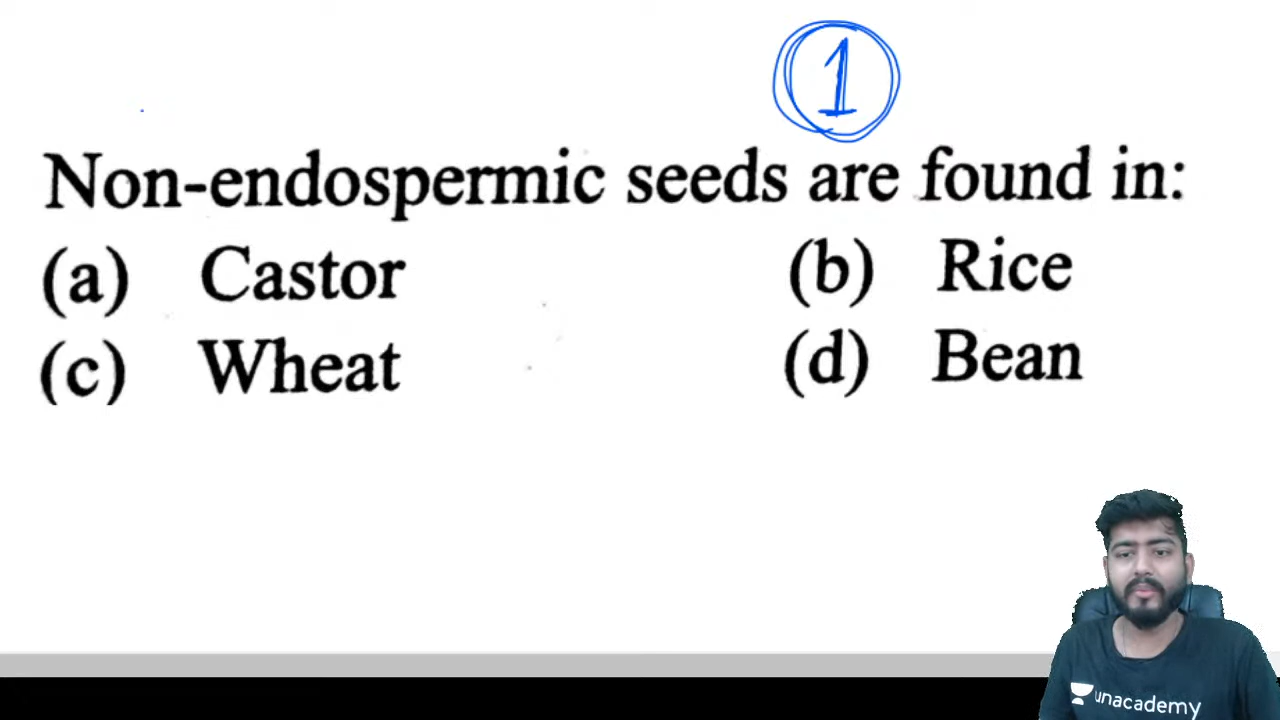 1
Non-endospermic seeds are found in:
(a) Castor (b) Rice
(c) Wheat (d) Bean
unacademy